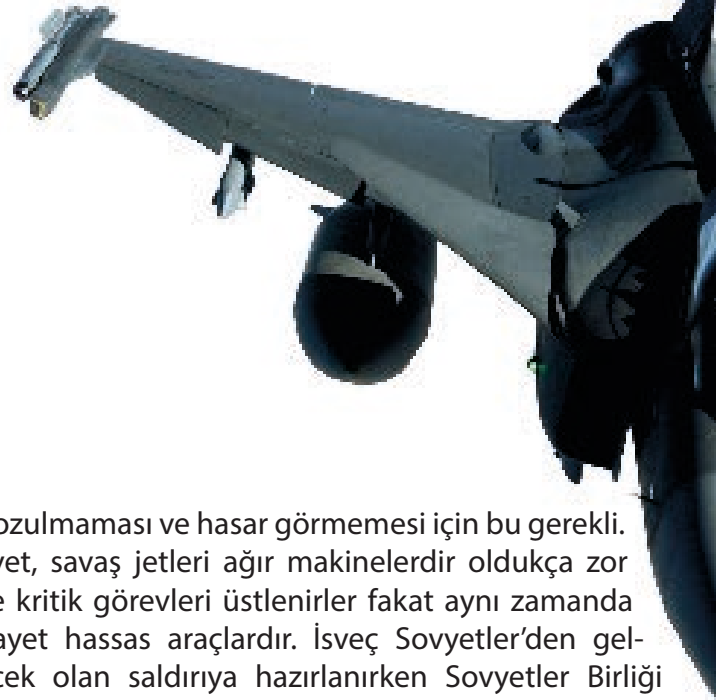 ozulmaması ve hasar görmemesi için bu gerekli.
vet, savaş jetleri ağır makinelerdir oldukça zor
e kritik görevleri üstlenirler fakat aynı zamanda
ayet hassas araçlardır. İsveç Sovyetler’den gel-
cek olan saldırıya hazırlanırken Sovyetler Birliği